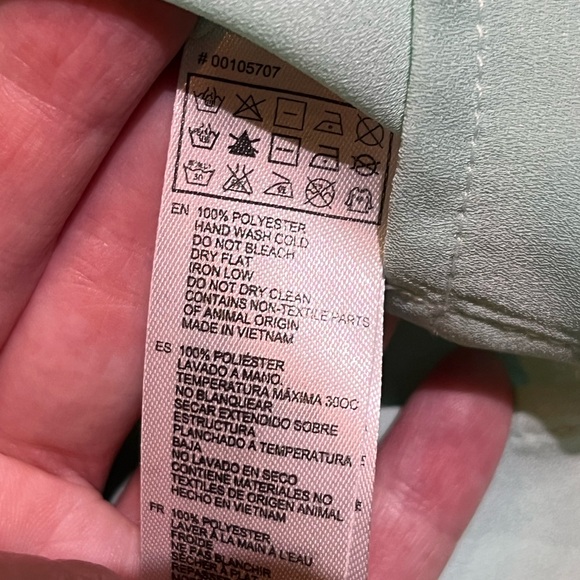 # 00105707
EN 100% POLYESTER
HAND WASH COLD
DO NOT BLEACH
DRY FLAT
IRON LOW
DO NOT DRY CLEAN
CONTAINS NON-TEXTILE PARTS
OF ANIMAL ORIGIN
MADE IN VIETNAM
ES 100% POLIÉSTER
LAVADO A MANO,
TEMPERATURA MÁXIMA 30OC
NO BLANQUEAR
SECAR EXTENDIDO SOBRE
ESTRUCTURA
PLANCHADO A TEMPERATURA
BAJA
NO LAVADO EN SECO
CONTIENE MATERIALES NO
TEXTILES DE ORIGEN ANIMAL
HECHO EN VIETNAM
FR 100% POLYESTER
LAVER À LA MAIN À L'EAU
FROIDE
NE PAS BLANCHIR